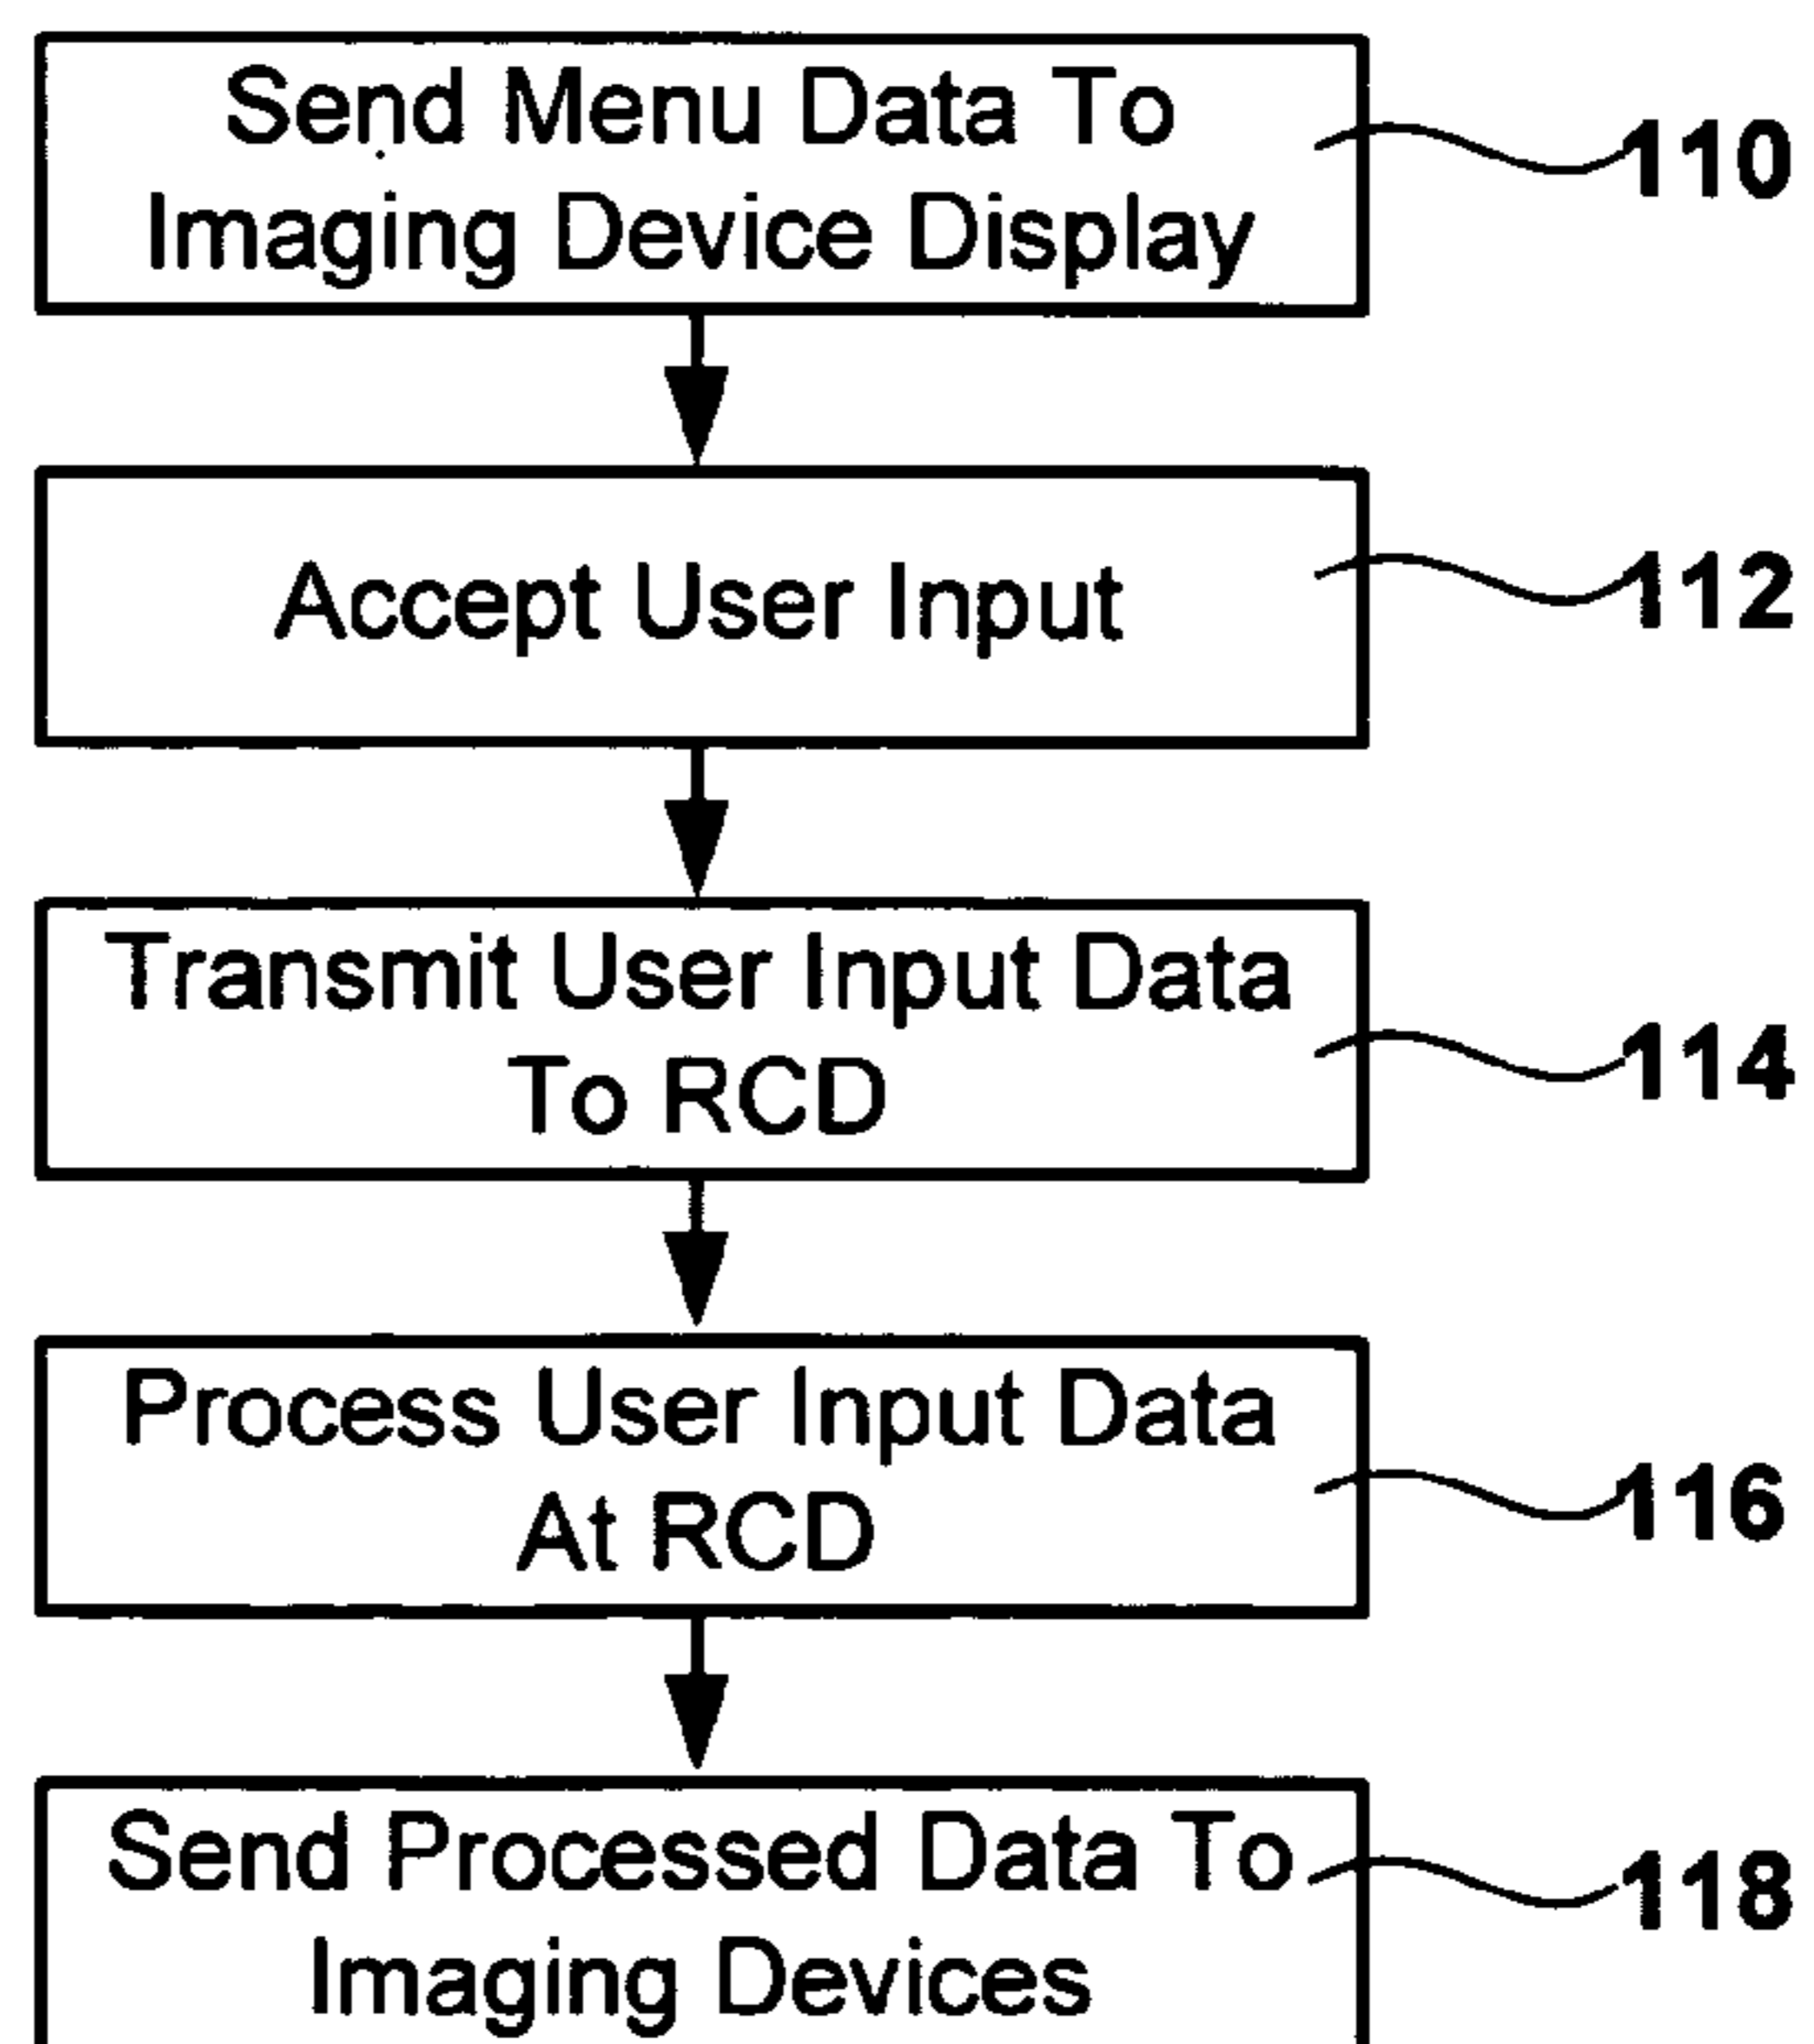 Send Menu Data To
Imaging Device Display
110
Accept User Input
112
Transmit User Input Data
To RCD
114
Process User Input Data
At RCD
116
Send Processed Data To
Imaging Devices
118